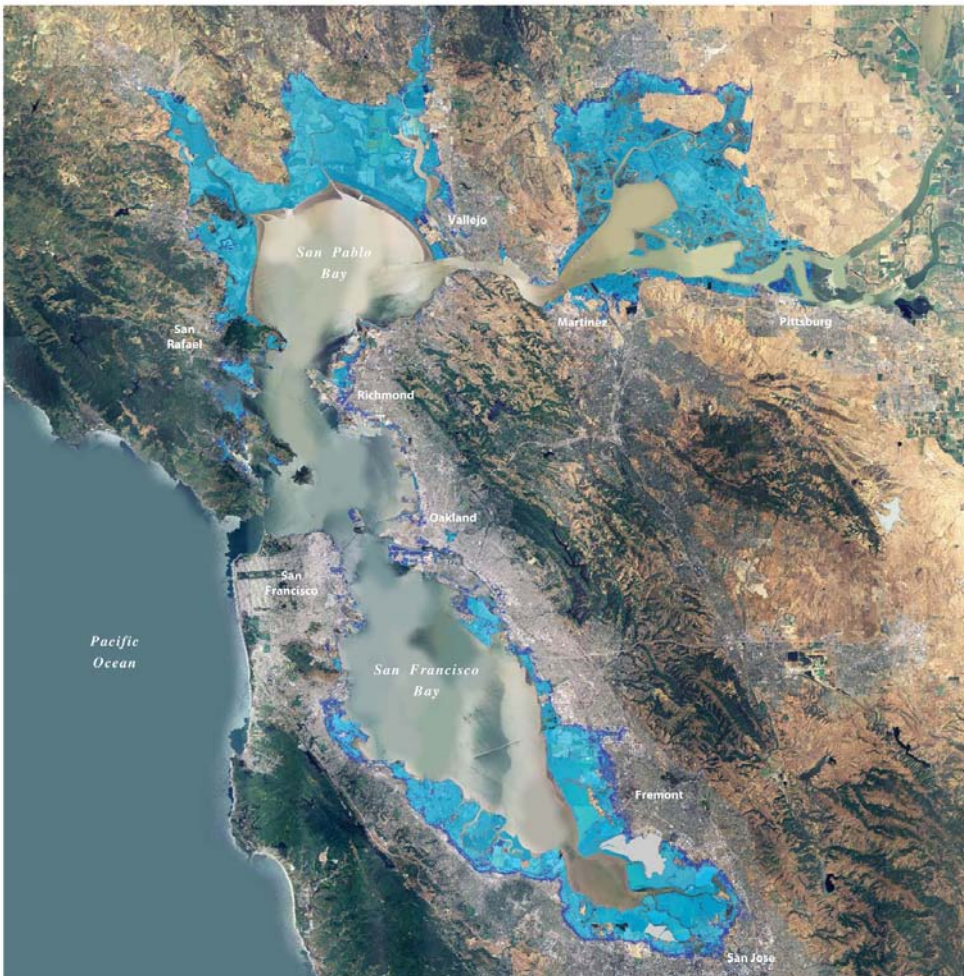 Vallejo
San Pablo
Bay
Martinez
Pittsburg
San
Rafael
Richmond
Oakland
San
Francisco
Pacific
Ocean
San Francisco
Bay
Fremont
San Jose